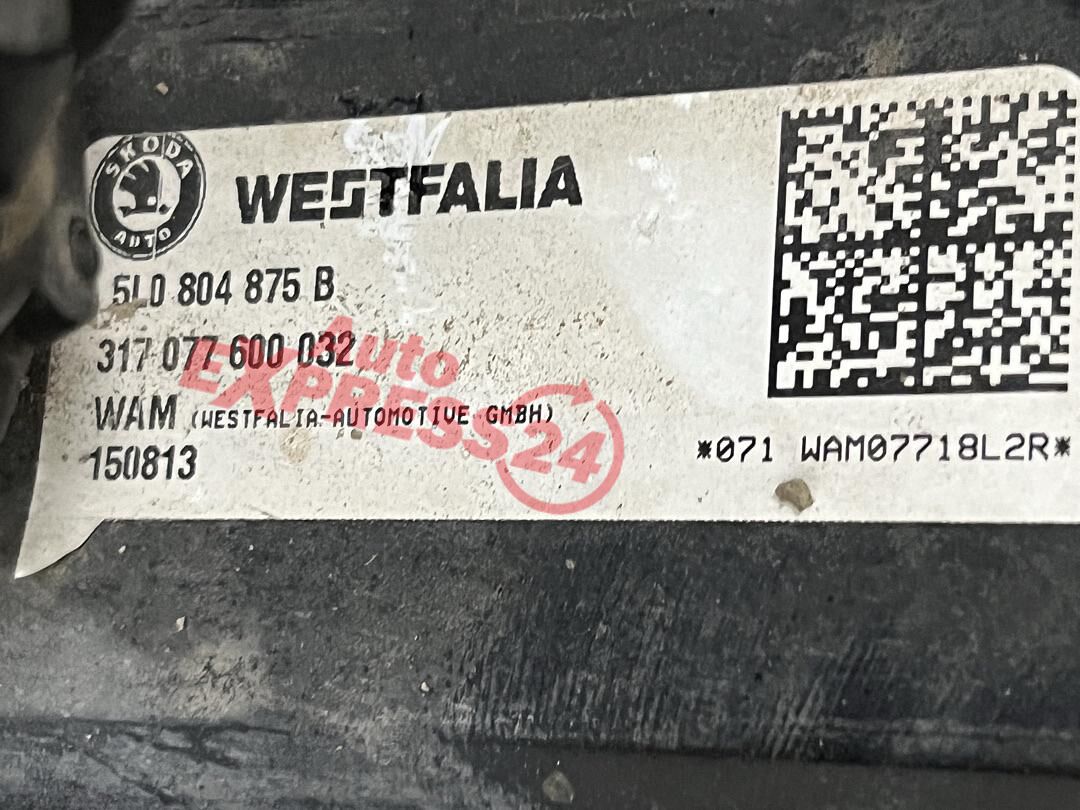 SKODA
AUTO
WESTFALIA
5L0 804 875 B
317 077 600 032
WAM (WESTFALIA-AUTOMOTIVE GMBH)
150813
*071 WAM07718L2R*
Auto
EXPRESS24